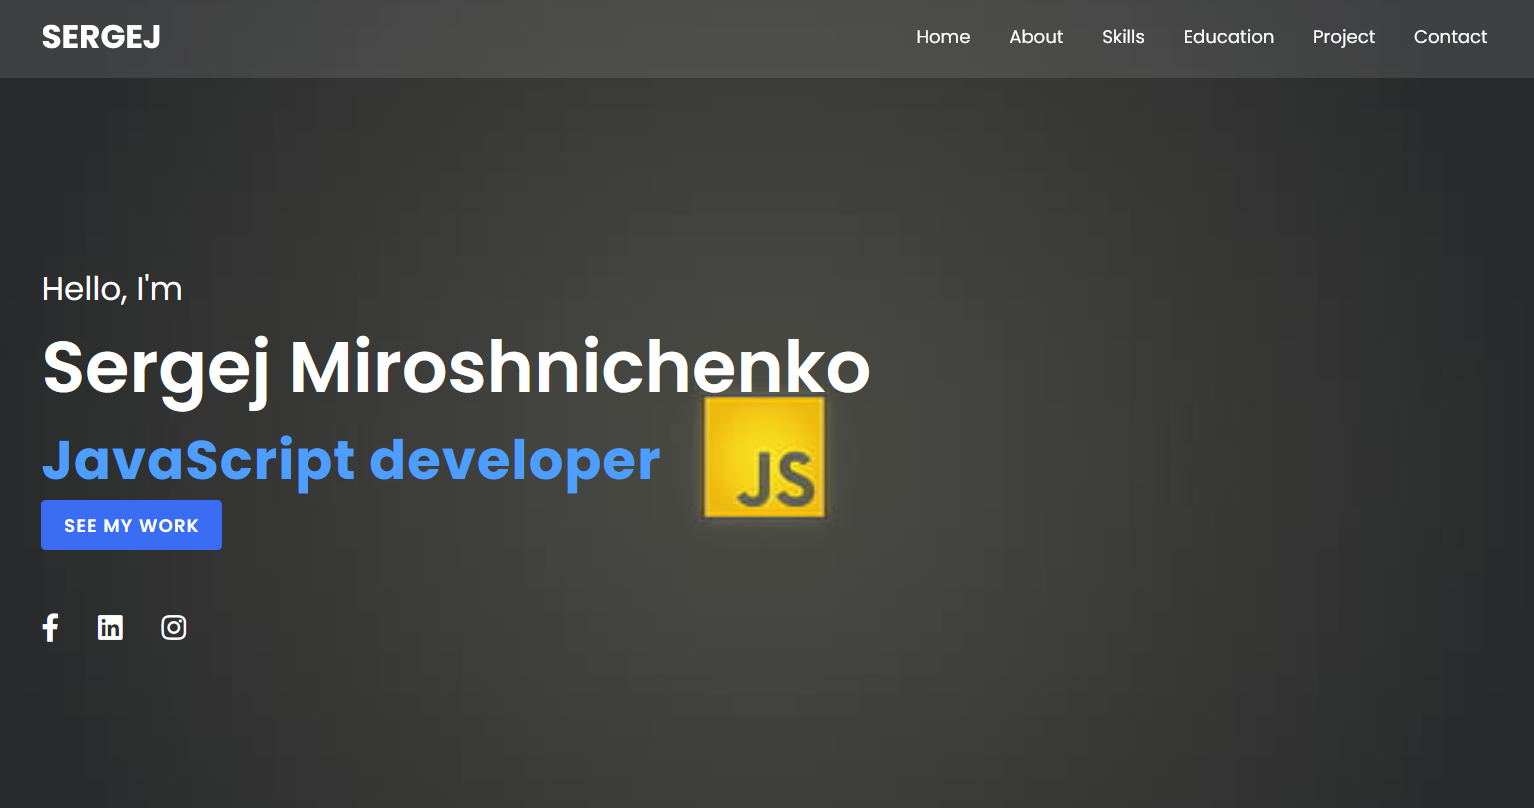 SERGEJ
Home About Skills Education Project Contact
Hello, I'm
Sergej Miroshnichenko
JavaScript developer
JS
SEE MY WORK